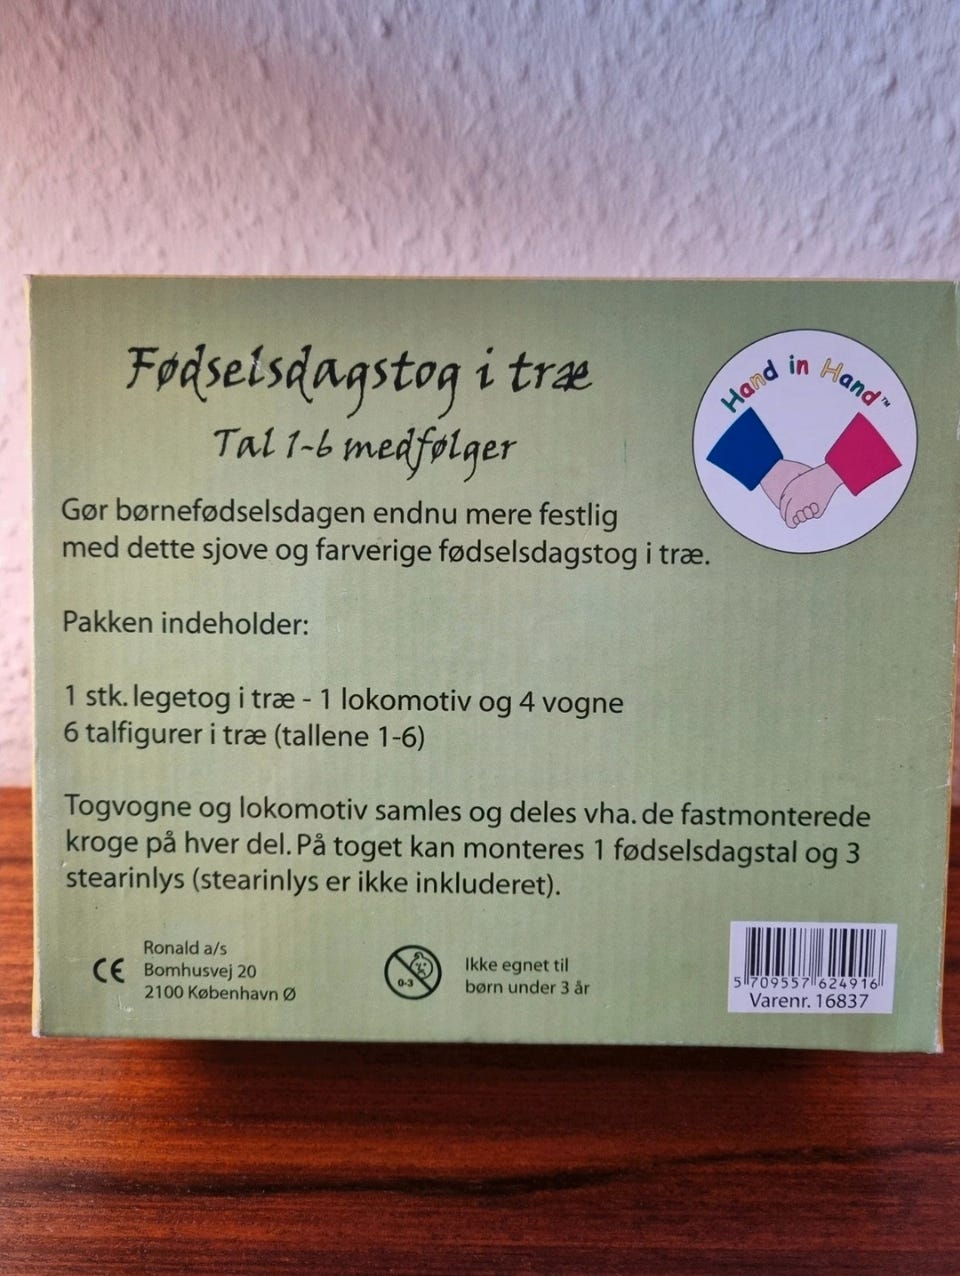 Fødselsdagstog i træ
Tal 1-6 medfølger
Hand in Hand™
Gør børnefødselsdagen endnu mere festlig
med dette sjove og farverige fødselsdagstog i træ.
Pakken indeholder:
1 stk. legetog i træ - 1 lokomotiv og 4 vogne
6 talfigurer i træ (tallene 1-6)
Togvogne og lokomotiv samles og deles vha. de fastmonterede
kroge på hver del. På toget kan monteres 1 fødselsdagstal og 3
stearinlys (stearinlys er ikke inkluderet).
CE
Ronald a/s
Bomhusvej 20
2100 København Ø
0-3
Ikke egnet til
børn under 3 år
5 709557 624916
Varenr. 16837